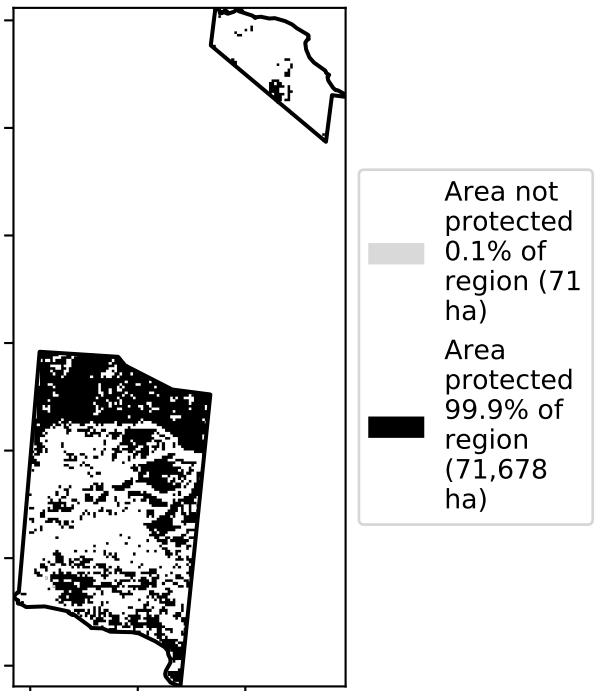 Area not
protected
0.1% of
region (71
ha)
Area
protected
99.9% of
region
(71,678
ha)